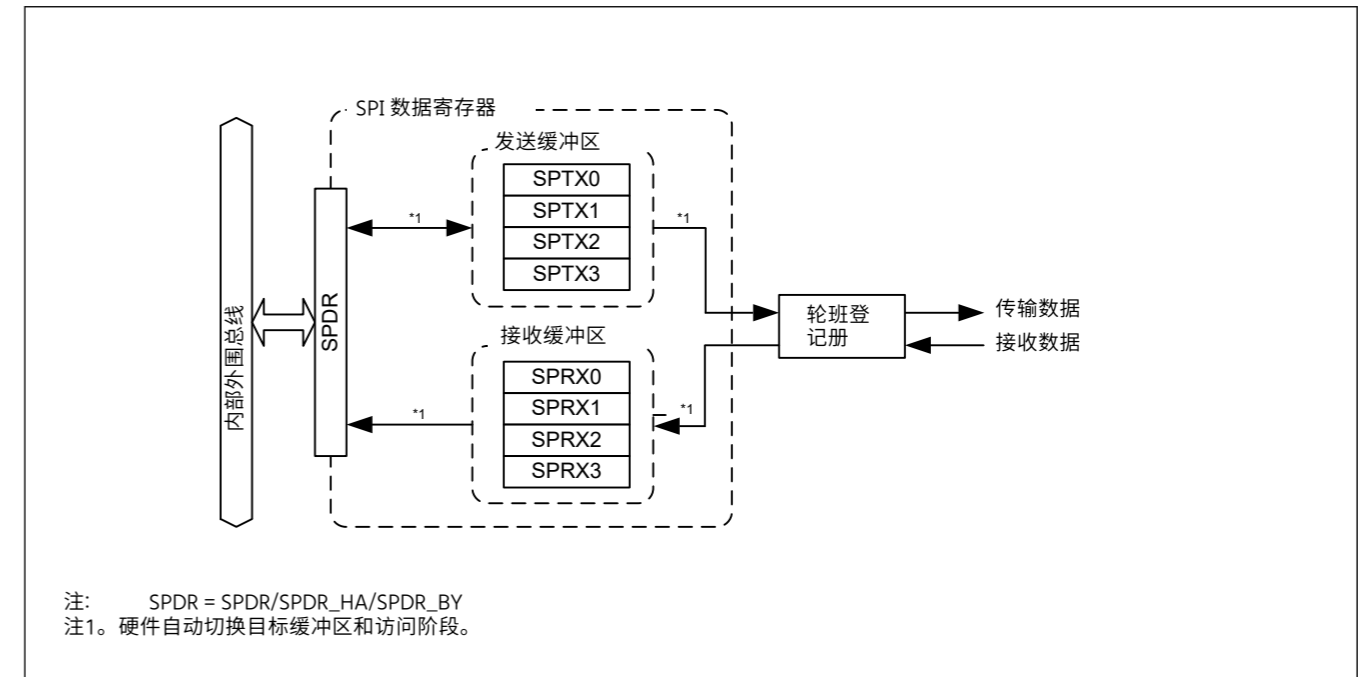 SPI 数据寄存器
发送缓冲区
SPTX0
SPTX1
SPTX2
SPTX3
*1
*1
内部外围总线
SPDR
轮班登
记册
传输数据
接收数据
接收缓冲区
SPRX0
SPRX1
SPRX2
SPRX3
*1
*1
注: SPDR = SPDR/SPDR_HA/SPDR_BY
注1。硬件自动切换目标缓冲区和访问阶段。